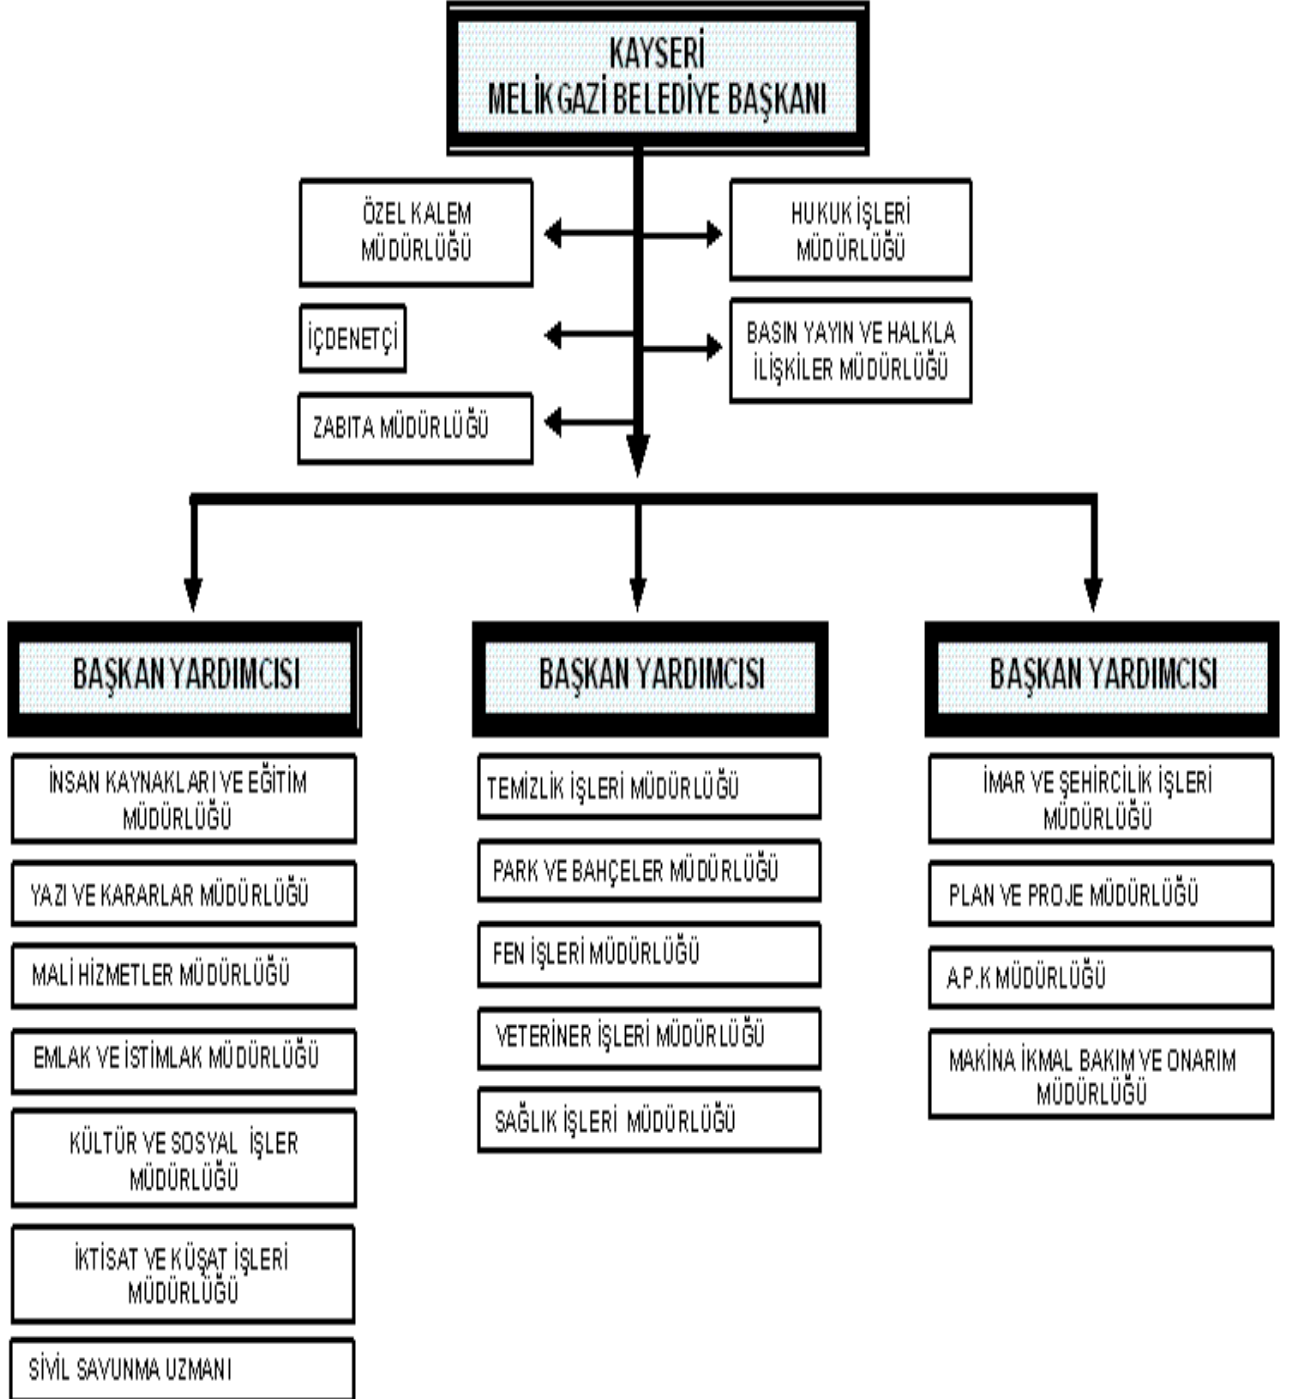 KAYSERİ
MELİKGAZİ BELEDİYE BAŞKANI
ÖZEL KALEM
MÜDÜRLÜĞÜ
HUKUK İŞLERİ
MÜDÜRLÜĞÜ
İÇDENETÇİ
BASIN YAYIN VE HALKLA
İLİŞKİLER MÜDÜRLÜĞÜ
ZABITA MÜDÜRLÜĞÜ
BAŞKAN YARDIMCISI
İNSAN KAYNAKLARI VE EĞİTİM
MÜDÜRLÜĞÜ
YAZI VE KARARLAR MÜDÜRLÜĞÜ
MALİ HİZMETLER MÜDÜRLÜĞÜ
EMLAK VE İSTİMLAK MÜDÜRLÜĞÜ
KÜLTÜR VE SOSYAL İŞLER
MÜDÜRLÜĞÜ
İKTİSAT VE KÜŞAT İŞLERİ
MÜDÜRLÜĞÜ
SİVİL SAVUNMA UZMANI
BAŞKAN YARDIMCISI
TEMİZLİK İŞLERİ MÜDÜRLÜĞÜ
PARK VE BAHÇELER MÜDÜRLÜĞÜ
FEN İŞLERİ MÜDÜRLÜĞÜ
VETERİNER İŞLERİ MÜDÜRLÜĞÜ
SAĞLIK İŞLERİ MÜDÜRLÜĞÜ
BAŞKAN YARDIMCISI
İMAR VE ŞEHİRCİLİK İŞLERİ
MÜDÜRLÜĞÜ
PLAN VE PROJE MÜDÜRLÜĞÜ
A.P.K MÜDÜRLÜĞÜ
MAKİNA İKMAL BAKIM VE ONARIM
MÜDÜRLÜĞÜ